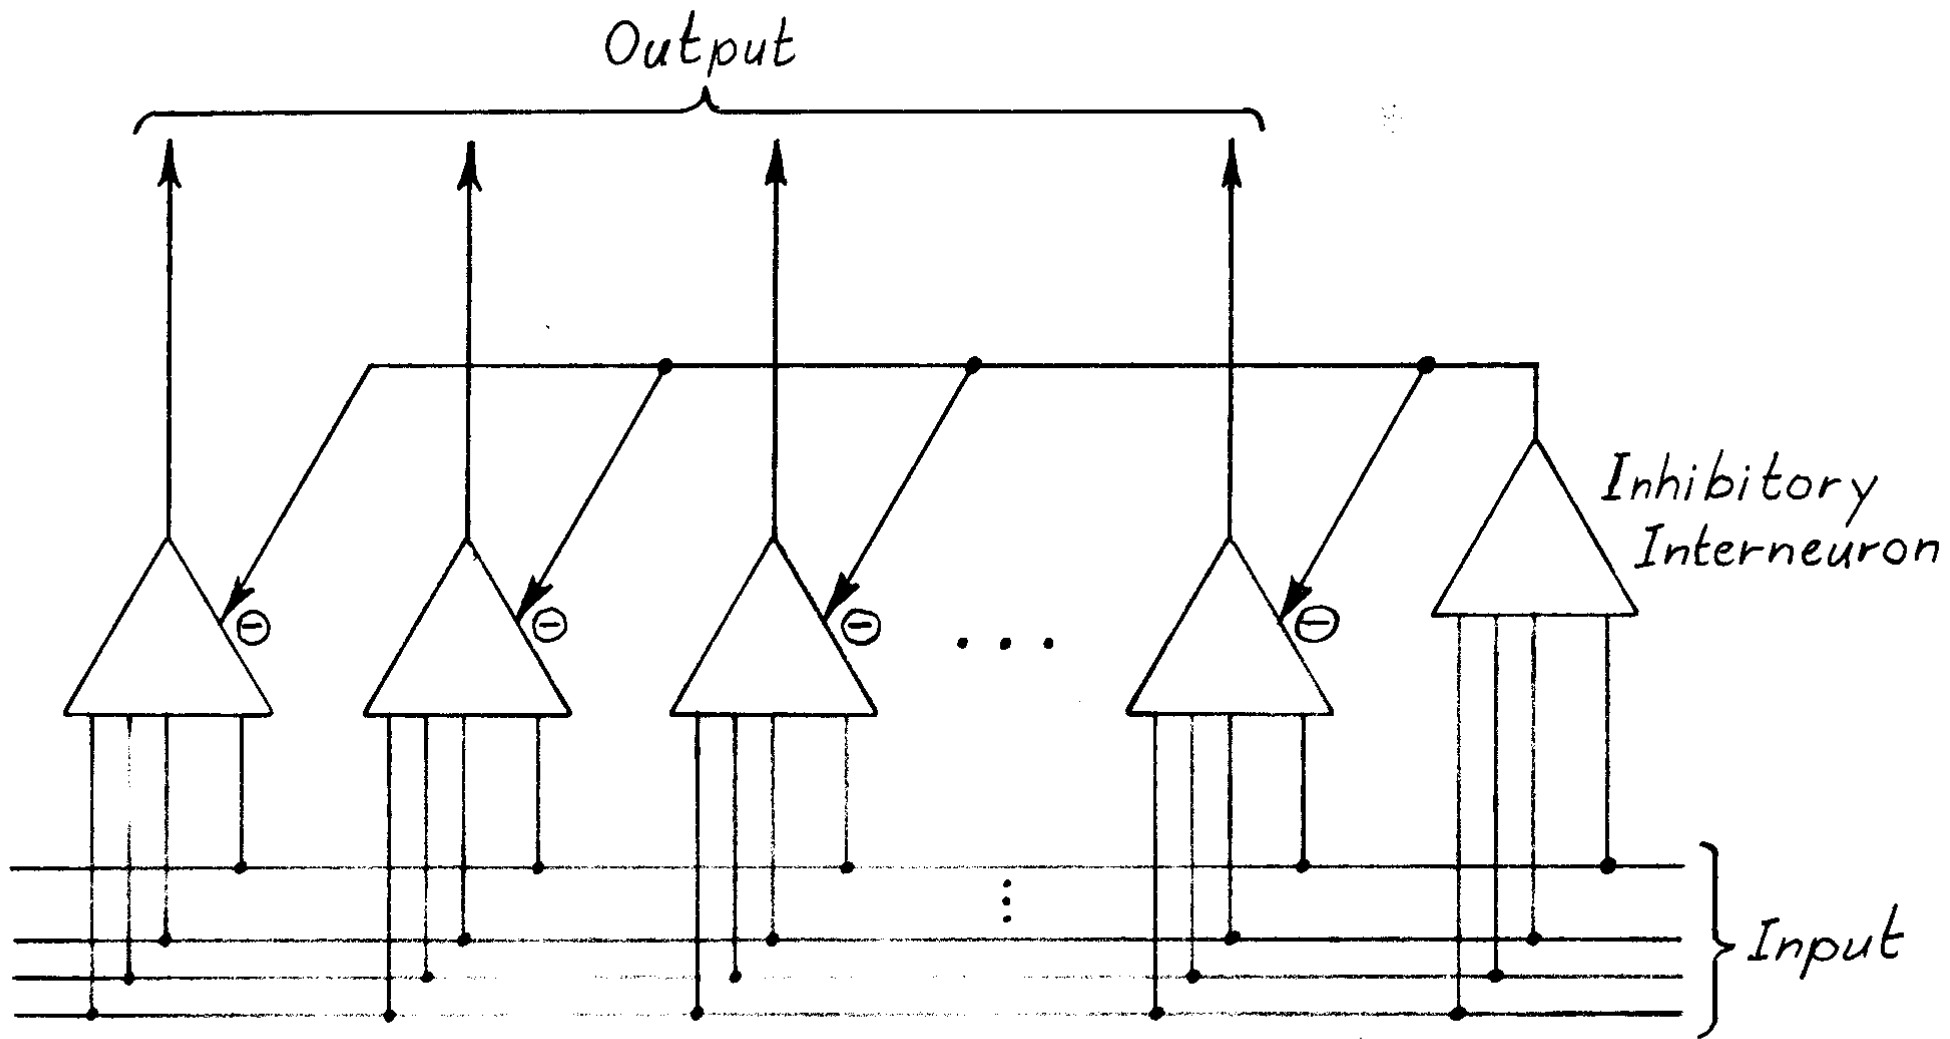 Output
Inhibitory
Interneuron
⊖ ⊖ ⊖ ⊖
Input